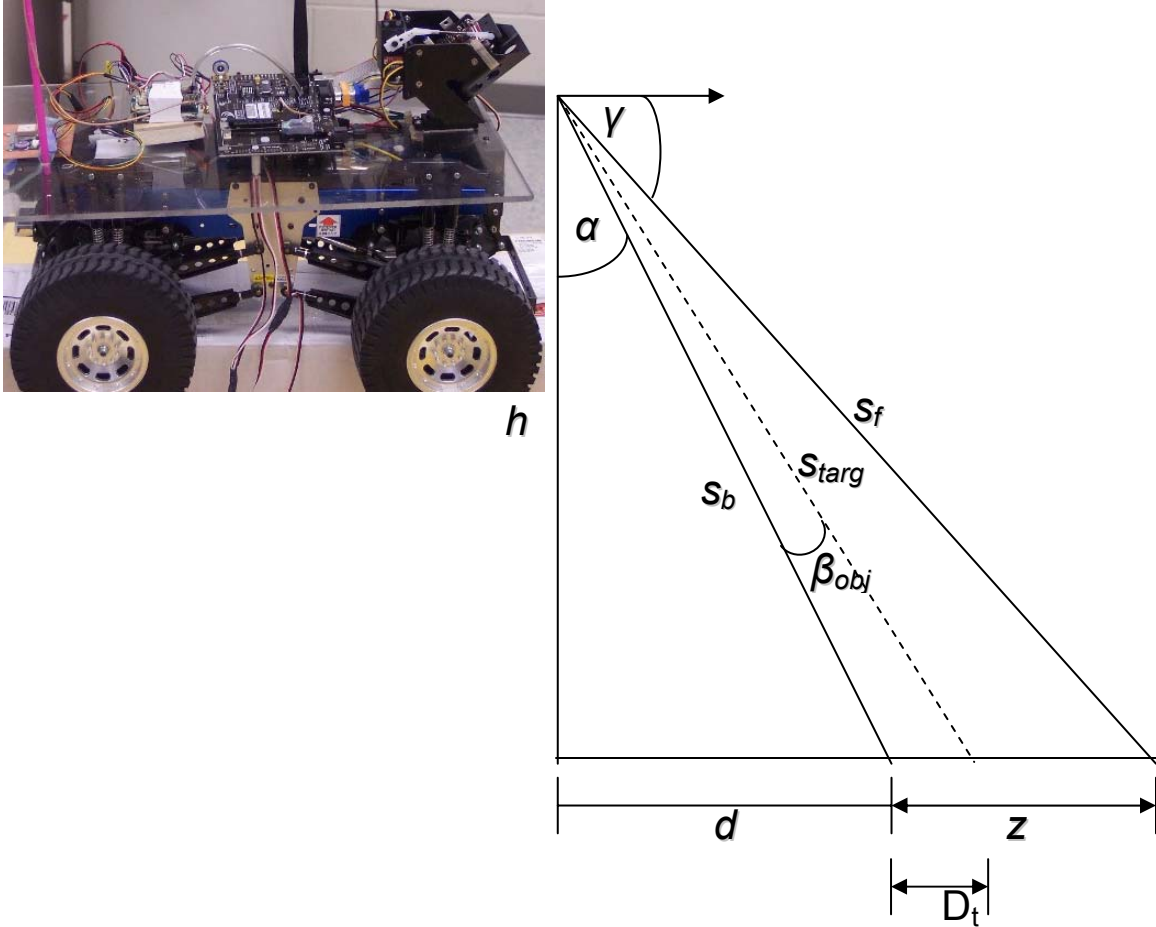 γ
α
h
s_f
s_targ
s_b
β_obj
d
z
D_t